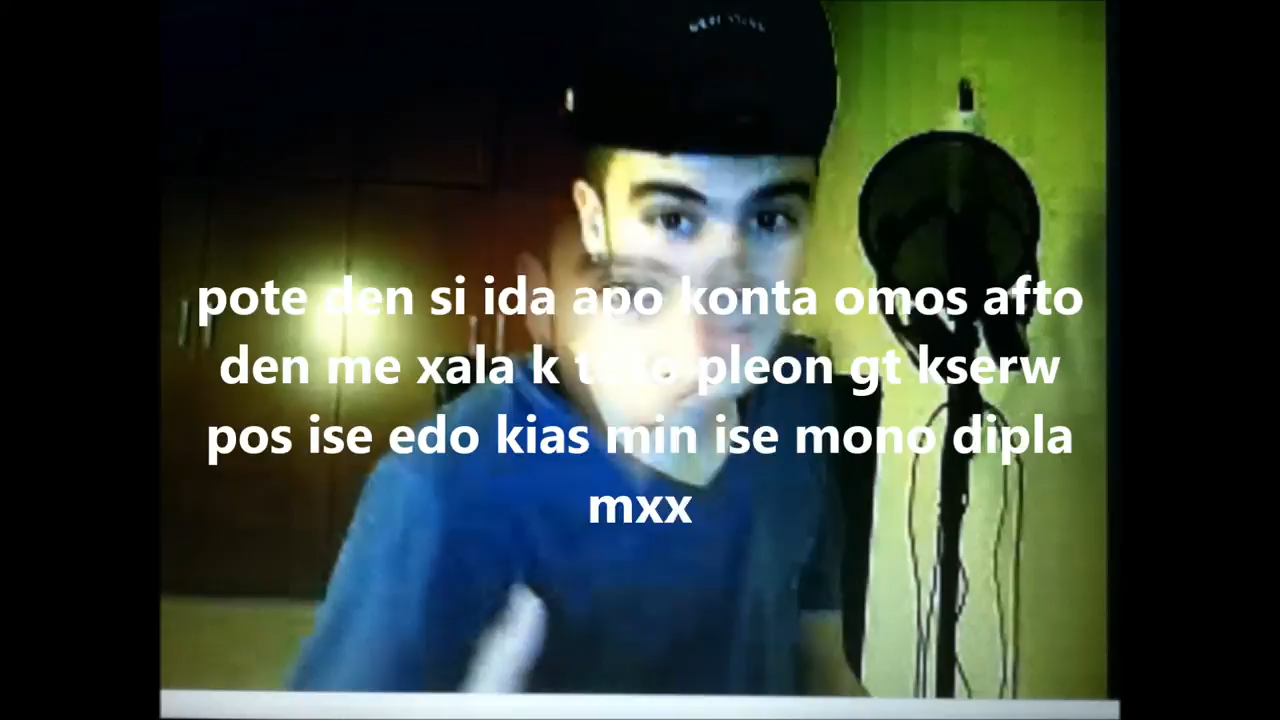 pote den si ida apo konta omos afto
den me xala k pleon gt kserw
pos ise edo kias min ise mono dipla
mxx